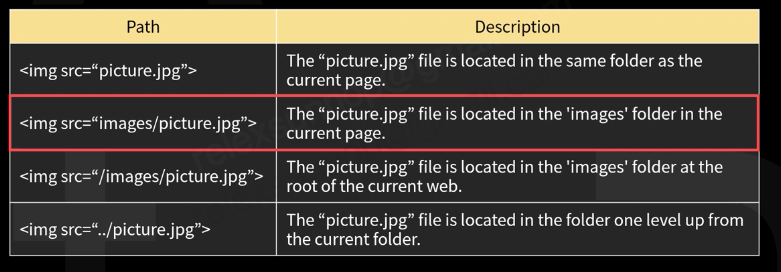 Path
Description
<img src=“picture.jpg”>
The “picture.jpg” file is located in the same folder as the
current page.
<img src=“images/picture.jpg”>
The “picture.jpg” file is located in the 'images' folder in the
current page.
<img src=“/images/picture.jpg”>
The “picture.jpg” file is located in the 'images' folder at the
root of the current web.
<img src=“../picture.jpg”>
The “picture.jpg” file is located in the folder one level up from
the current folder.